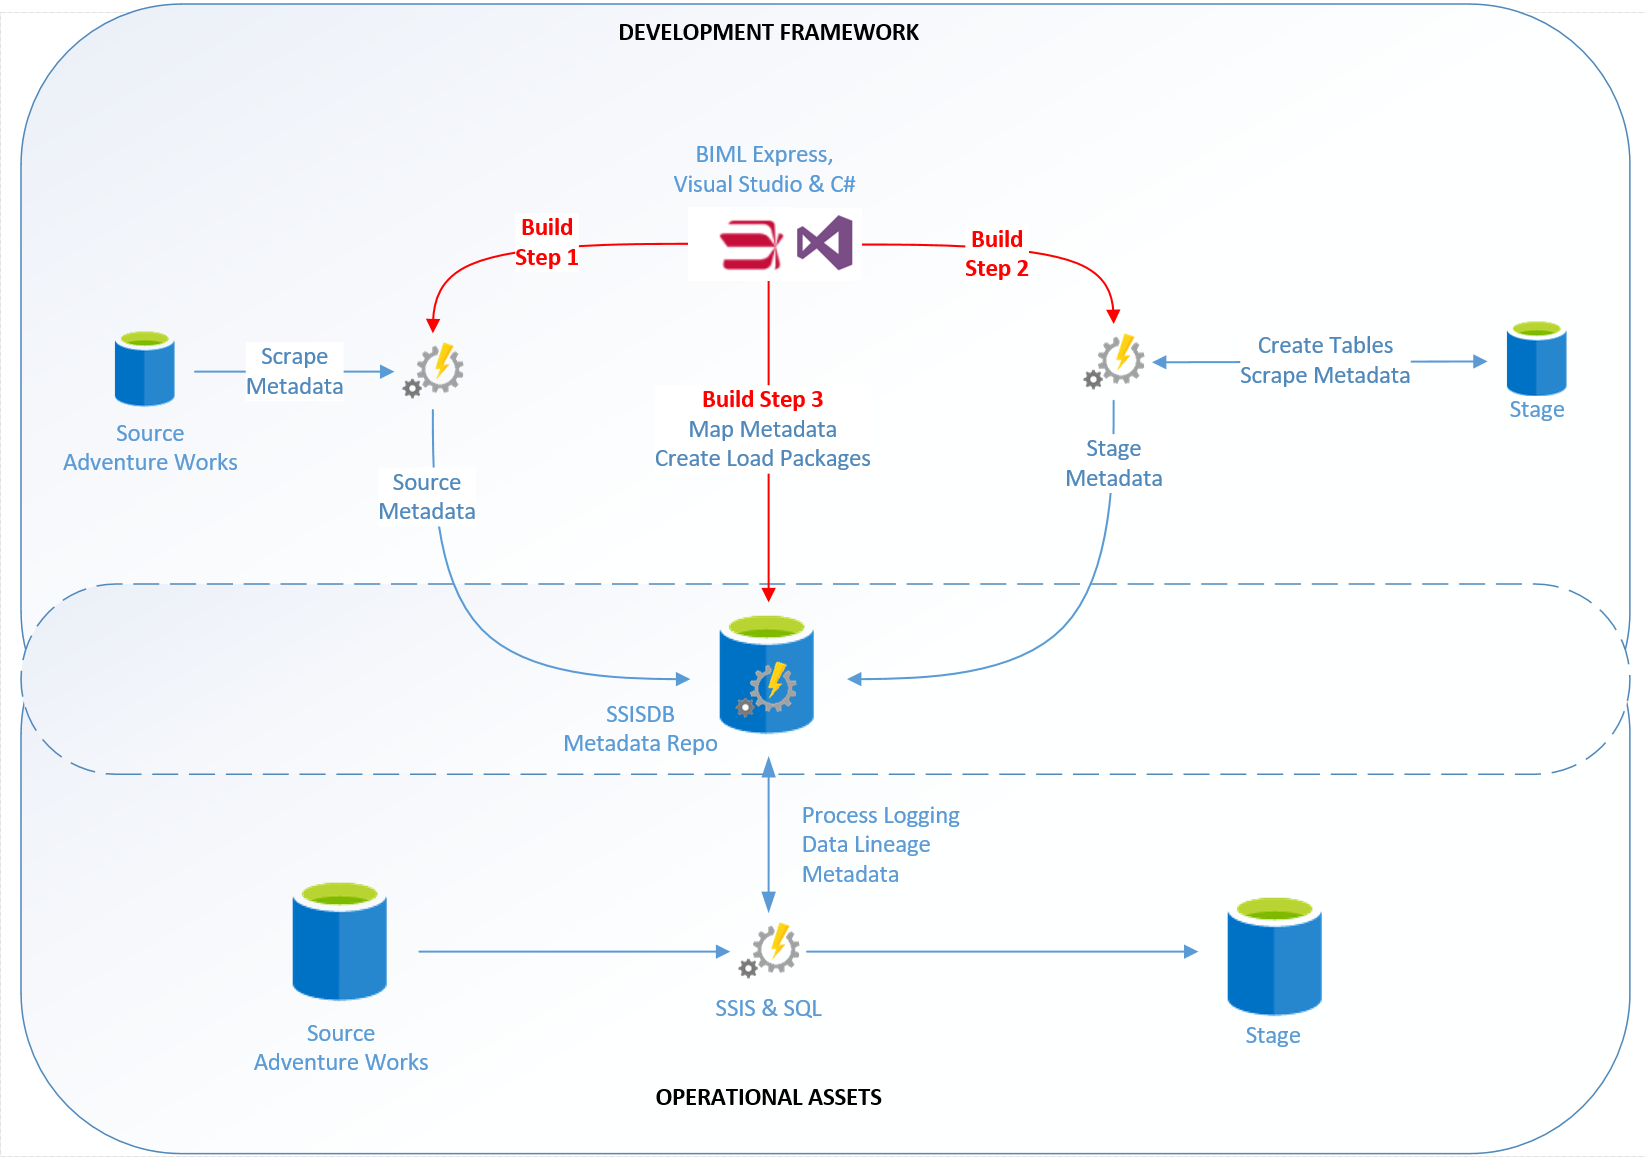 DEVELOPMENT FRAMEWORK
BIML Express,
Visual Studio & C#
Build
Step 1
Build
Step 2
Scrape
Metadata
Create Tables
Scrape Metadata
Source
Adventure Works
Stage
Build Step 3
Map Metadata
Create Load Packages
Source
Metadata
Stage
Metadata
SSISDB
Metadata Repo
Process Logging
Data Lineage
Metadata
SSIS & SQL
Source
Adventure Works
Stage
OPERATIONAL ASSETS